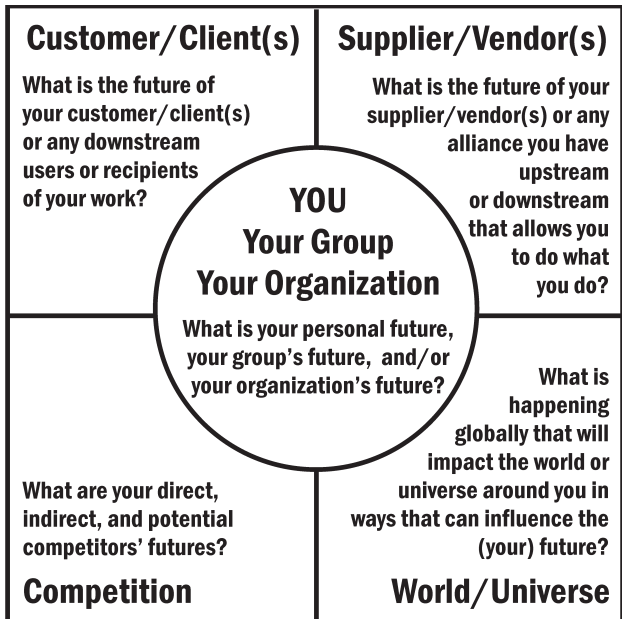 Customer/Client(s)
What is the future of
your customer/client(s)
or any downstream
users or recipients
of your work?
Supplier/Vendor(s)
What is the future of your
supplier/vendor(s) or any
alliance you have
upstream
or downstream
that allows you
to do what
you do?
YOU
Your Group
Your Organization
What is your personal future,
your group's future, and/or
your organization's future?
What are your direct,
indirect, and potential
competitors' futures?
Competition
What is
happening
globally that will
impact the world or
universe around you in
ways that can influence the
(your) future?
World/Universe